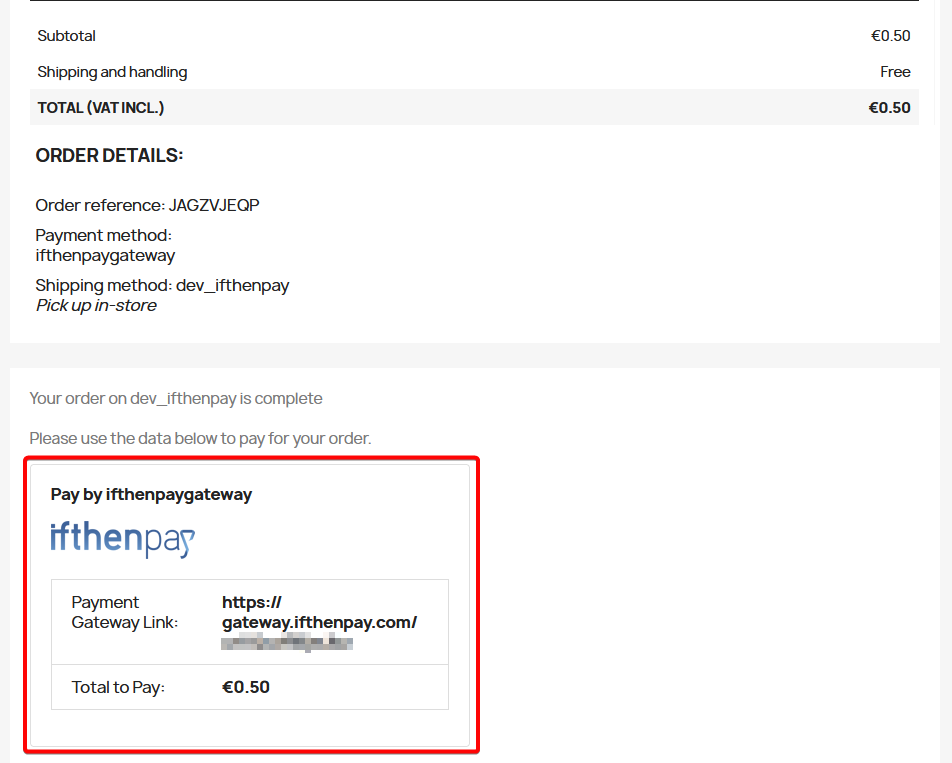 Subtotal €0.50
Shipping and handling Free
TOTAL (VAT INCL.) €0.50
ORDER DETAILS:
Order reference: JAGZVJEQP
Payment method:
ifthenpaygateway
Shipping method: dev_ifthenpay
Pick up in-store
Your order on dev_ifthenpay is complete
Please use the data below to pay for your order.
Pay by ifthenpaygateway
ifthenpay
Payment https://
Gateway Link: gateway.ifthenpay.com/
Total to Pay: €0.50